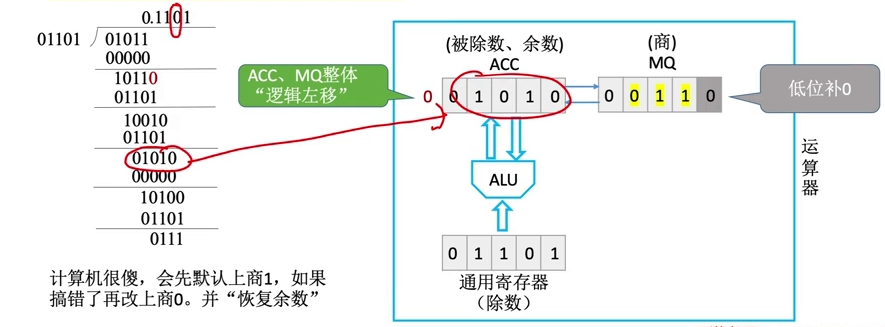 0.1101
01101 01011
00000
10110
01101
10010
01101
01010
00000
10100
01101
0111
计算机很傻，会先默认上商1，如果
搞错了再改上商0。并“恢复余数”
ACC、MQ整体
“逻辑左移”
(被除数、余数)
ACC
0 0 1 0 1 0
(商)
MQ
0 0 1 1 0
低位补0
ALU
0 1 1 0 1
通用寄存器
（除数）
运算器